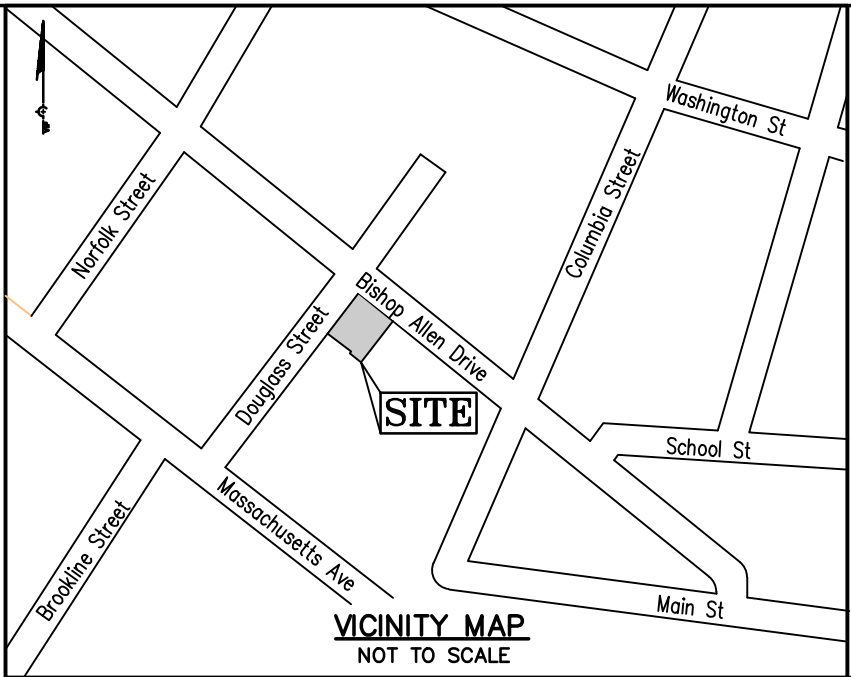 Washington St
Columbia Street
Norfolk Street
Bishop Allen Drive
Douglass Street
SITE
School St
Massachusetts Ave
Brookline Street
Main St
VICINITY MAP
NOT TO SCALE